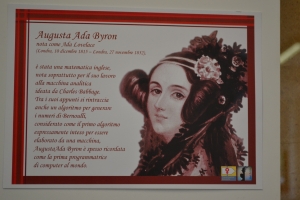 Augusta Ada Byron
nota come Ada Lovelace
(Londra, 10 dicembre 1815 – Londra, 27 novembre 1852),
è stata una matematica inglese,
nota soprattutto per il suo lavoro
alla macchina analitica
ideata da Charles Babbage.
Tra i suoi appunti si rintraccia
anche un algoritmo per generare
i numeri di Bernoulli,
considerato come il primo algoritmo
espressamente inteso per essere
elaborato da una macchina,
Augusta Ada Byron è spesso ricordata
come la prima programmatrice
di computer al mondo.